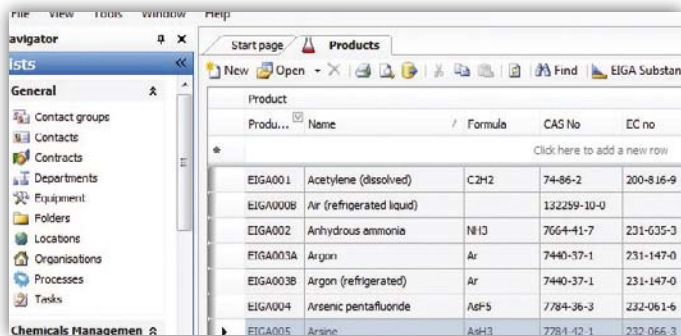 File View Tools Window Help
avigator
ists
General
Contact groups
Contacts
Contracts
Departments
Equipment
Folders
Locations
Organisations
Processes
Tasks
Chemicals Managemen
Start page Products
New Open Find EIGA Substan
Product
Produ... Name / Formula CAS No EC no
Click here to add a new row
EIGA001 Acetylene (dissolved) C2H2 74-86-2 200-816-9
EIGA000B Air (refrigerated liquid) 132259-10-0
EIGA002 Anhydrous ammonia NH3 7664-41-7 231-635-3
EIGA003A Argon Ar 7440-37-1 231-147-0
EIGA003B Argon (refrigerated) Ar 7440-37-1 231-147-0
EIGA004 Arsenic pentafluoride AsF5 7784-36-3 232-061-6
EIGA005 Arsine AsH3 7784-42-1 232-066-3